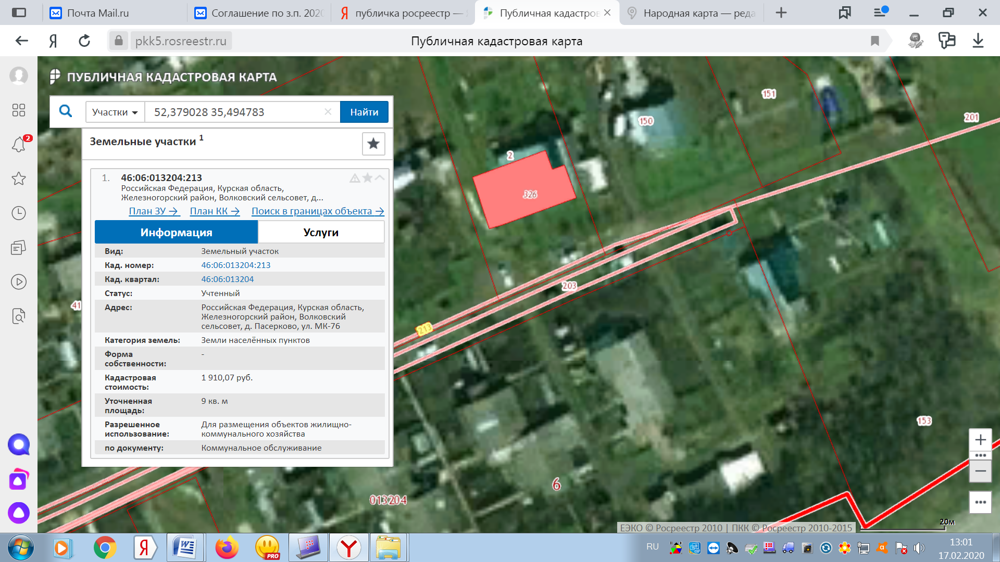 Почта Mail.ru
Соглашение по з.п. 2020
публичка росреестр —
Публичная кадастров
Народная карта — реда
pkk5.rosreestr.ru
Публичная кадастровая карта
ПУБЛИЧНАЯ КАДАСТРОВАЯ КАРТА
Участки
52,379028 35,494783
Найти
Земельные участки 1
1. 46:06:013204:213
Российская Федерация, Курская область,
Железногорский район, Волковский сельсовет, д...
План ЗУ → План КК → Поиск в границах объекта →
Информация Услуги
Вид: Земельный участок
Кад. номер: 46:06:013204:213
Кад. квартал: 46:06:013204
Статус: Учтенный
Адрес: Российская Федерация, Курская область,
Железногорский район, Волковский
сельсовет, д. Пасерково, ул. МК-76
Категория земель: Земли населённых пунктов
Форма -
собственности:
Кадастровая 1 910,07 руб.
стоимость:
Уточненная 9 кв. м
площадь:
Разрешенное Для размещения объектов жилищно-
использование: коммунального хозяйства
по документу: Коммунальное обслуживание
2
151
150
201
2
326
203
213
41
153
6
013204
20м
ЕЭКО © Росреестр 2010 | ПКК © Росреестр 2010-2015
PRO
RU
13:01
17.02.2020